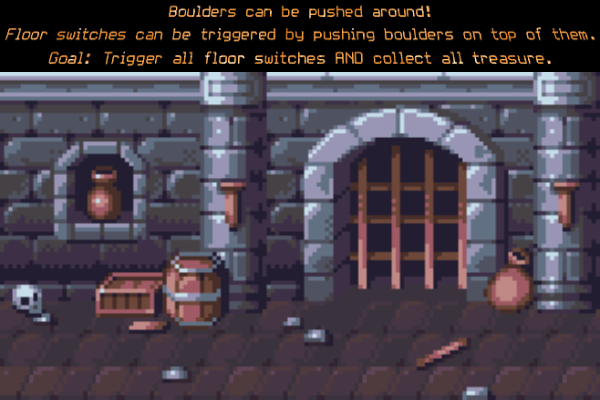 Boulders can be pushed around!
Floor switches can be triggered by pushing boulders on top of them.
Goal: Trigger all floor switches AND collect all treasure.